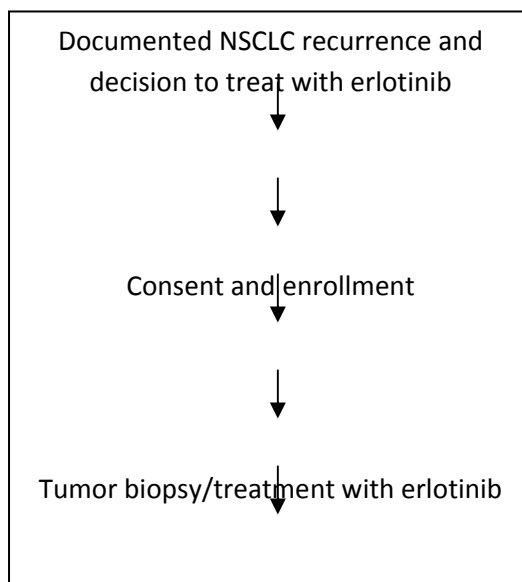 Documented NSCLC recurrence and
decision to treat with erlotinib
Consent and enrollment
Tumor biopsy/treatment with erlotinib